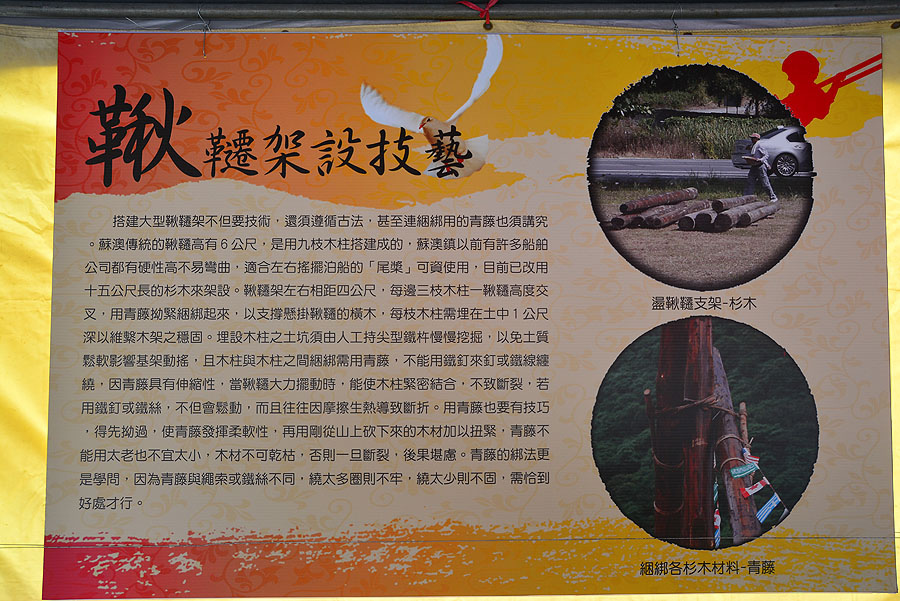 鞦韆架設技藝
搭建大型鞦韆架不但要技術，還須遵循古法，甚至連綑綁用的青藤也須講究
。蘇澳傳統的鞦韆高有6公尺，是用九枝木柱搭建成的，蘇澳鎮以前有許多船舶
公司都有硬性高不易彎曲，適合左右搖擺泊船的「尾槳」可資使用，目前已改用
十五公尺長的杉木來架設。鞦韆架左右相距四公尺，每邊三枝木柱一鞦韆高度交
叉，用青藤拗緊綑綁起來，以支撐懸掛鞦韆的橫木，每枝木柱需埋在土中1公尺
深以維繫木架之穩固。埋設木柱之土坑須由人工持尖型鐵杵慢慢挖掘，以免土質
鬆軟影響基架動搖，且木柱與木柱之間綑綁需用青藤，不能用鐵釘來釘或鐵線纏
繞，因青藤具有伸縮性，當鞦韆大力擺動時，能使木柱緊密結合，不致斷裂，若
用鐵釘或鐵絲，不但會鬆動，而且往往因摩擦生熱導致斷折。用青藤也要有技巧
，得先拗過，使青藤發揮柔軟性，再用剛從山上砍下來的木材加以扭緊，青藤不
能用太老也不宜太小，木材不可乾枯，否則一旦斷裂，後果堪慮。青藤的綁法更
是學問，因為青藤與繩索或鐵絲不同，繞太多圈則不牢，繞太少則不固，需恰到
好處才行。
盪鞦韆支架-杉木
綑綁各杉木材料-青藤